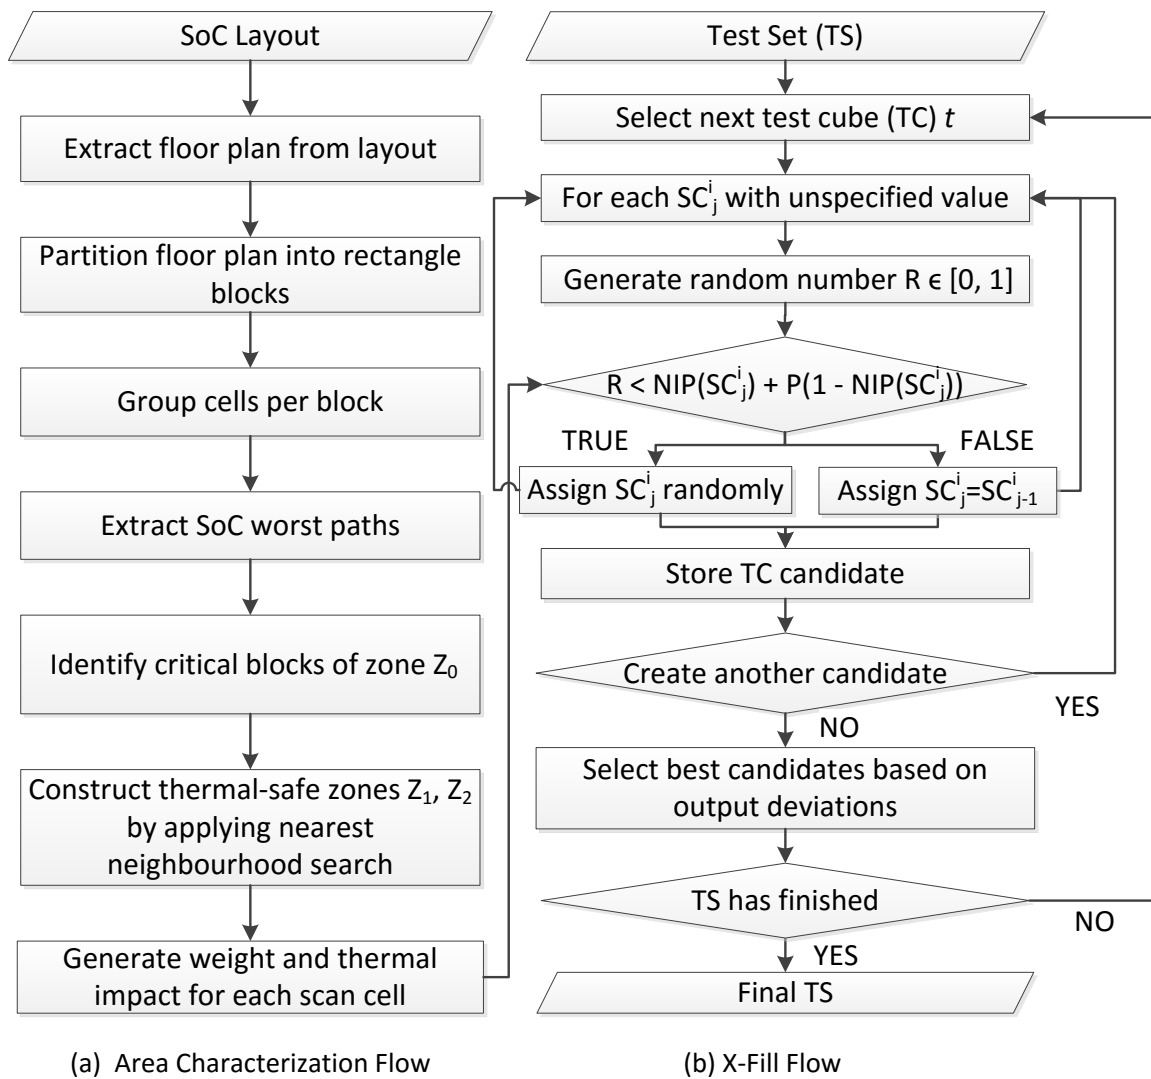 SoC Layout
Extract floor plan from layout
Partition floor plan into rectangle
blocks
Group cells per block
Extract SoC worst paths
Identify critical blocks of zone Z₀
Construct thermal-safe zones Z₁, Z₂
by applying nearest
neighbourhood search
Generate weight and thermal
impact for each scan cell
(a) Area Characterization Flow
Test Set (TS)
Select next test cube (TC) t
For each SCⁱⱼ with unspecified value
Generate random number R ϵ [0, 1]
R < NIP(SCⁱⱼ) + P(1 - NIP(SCⁱⱼ))
TRUE
FALSE
Assign SCⁱⱼ randomly
Assign SCⁱⱼ=SCⁱⱼ₋₁
Store TC candidate
Create another candidate
YES
NO
Select best candidates based on
output deviations
TS has finished
NO
YES
Final TS
(b) X-Fill Flow